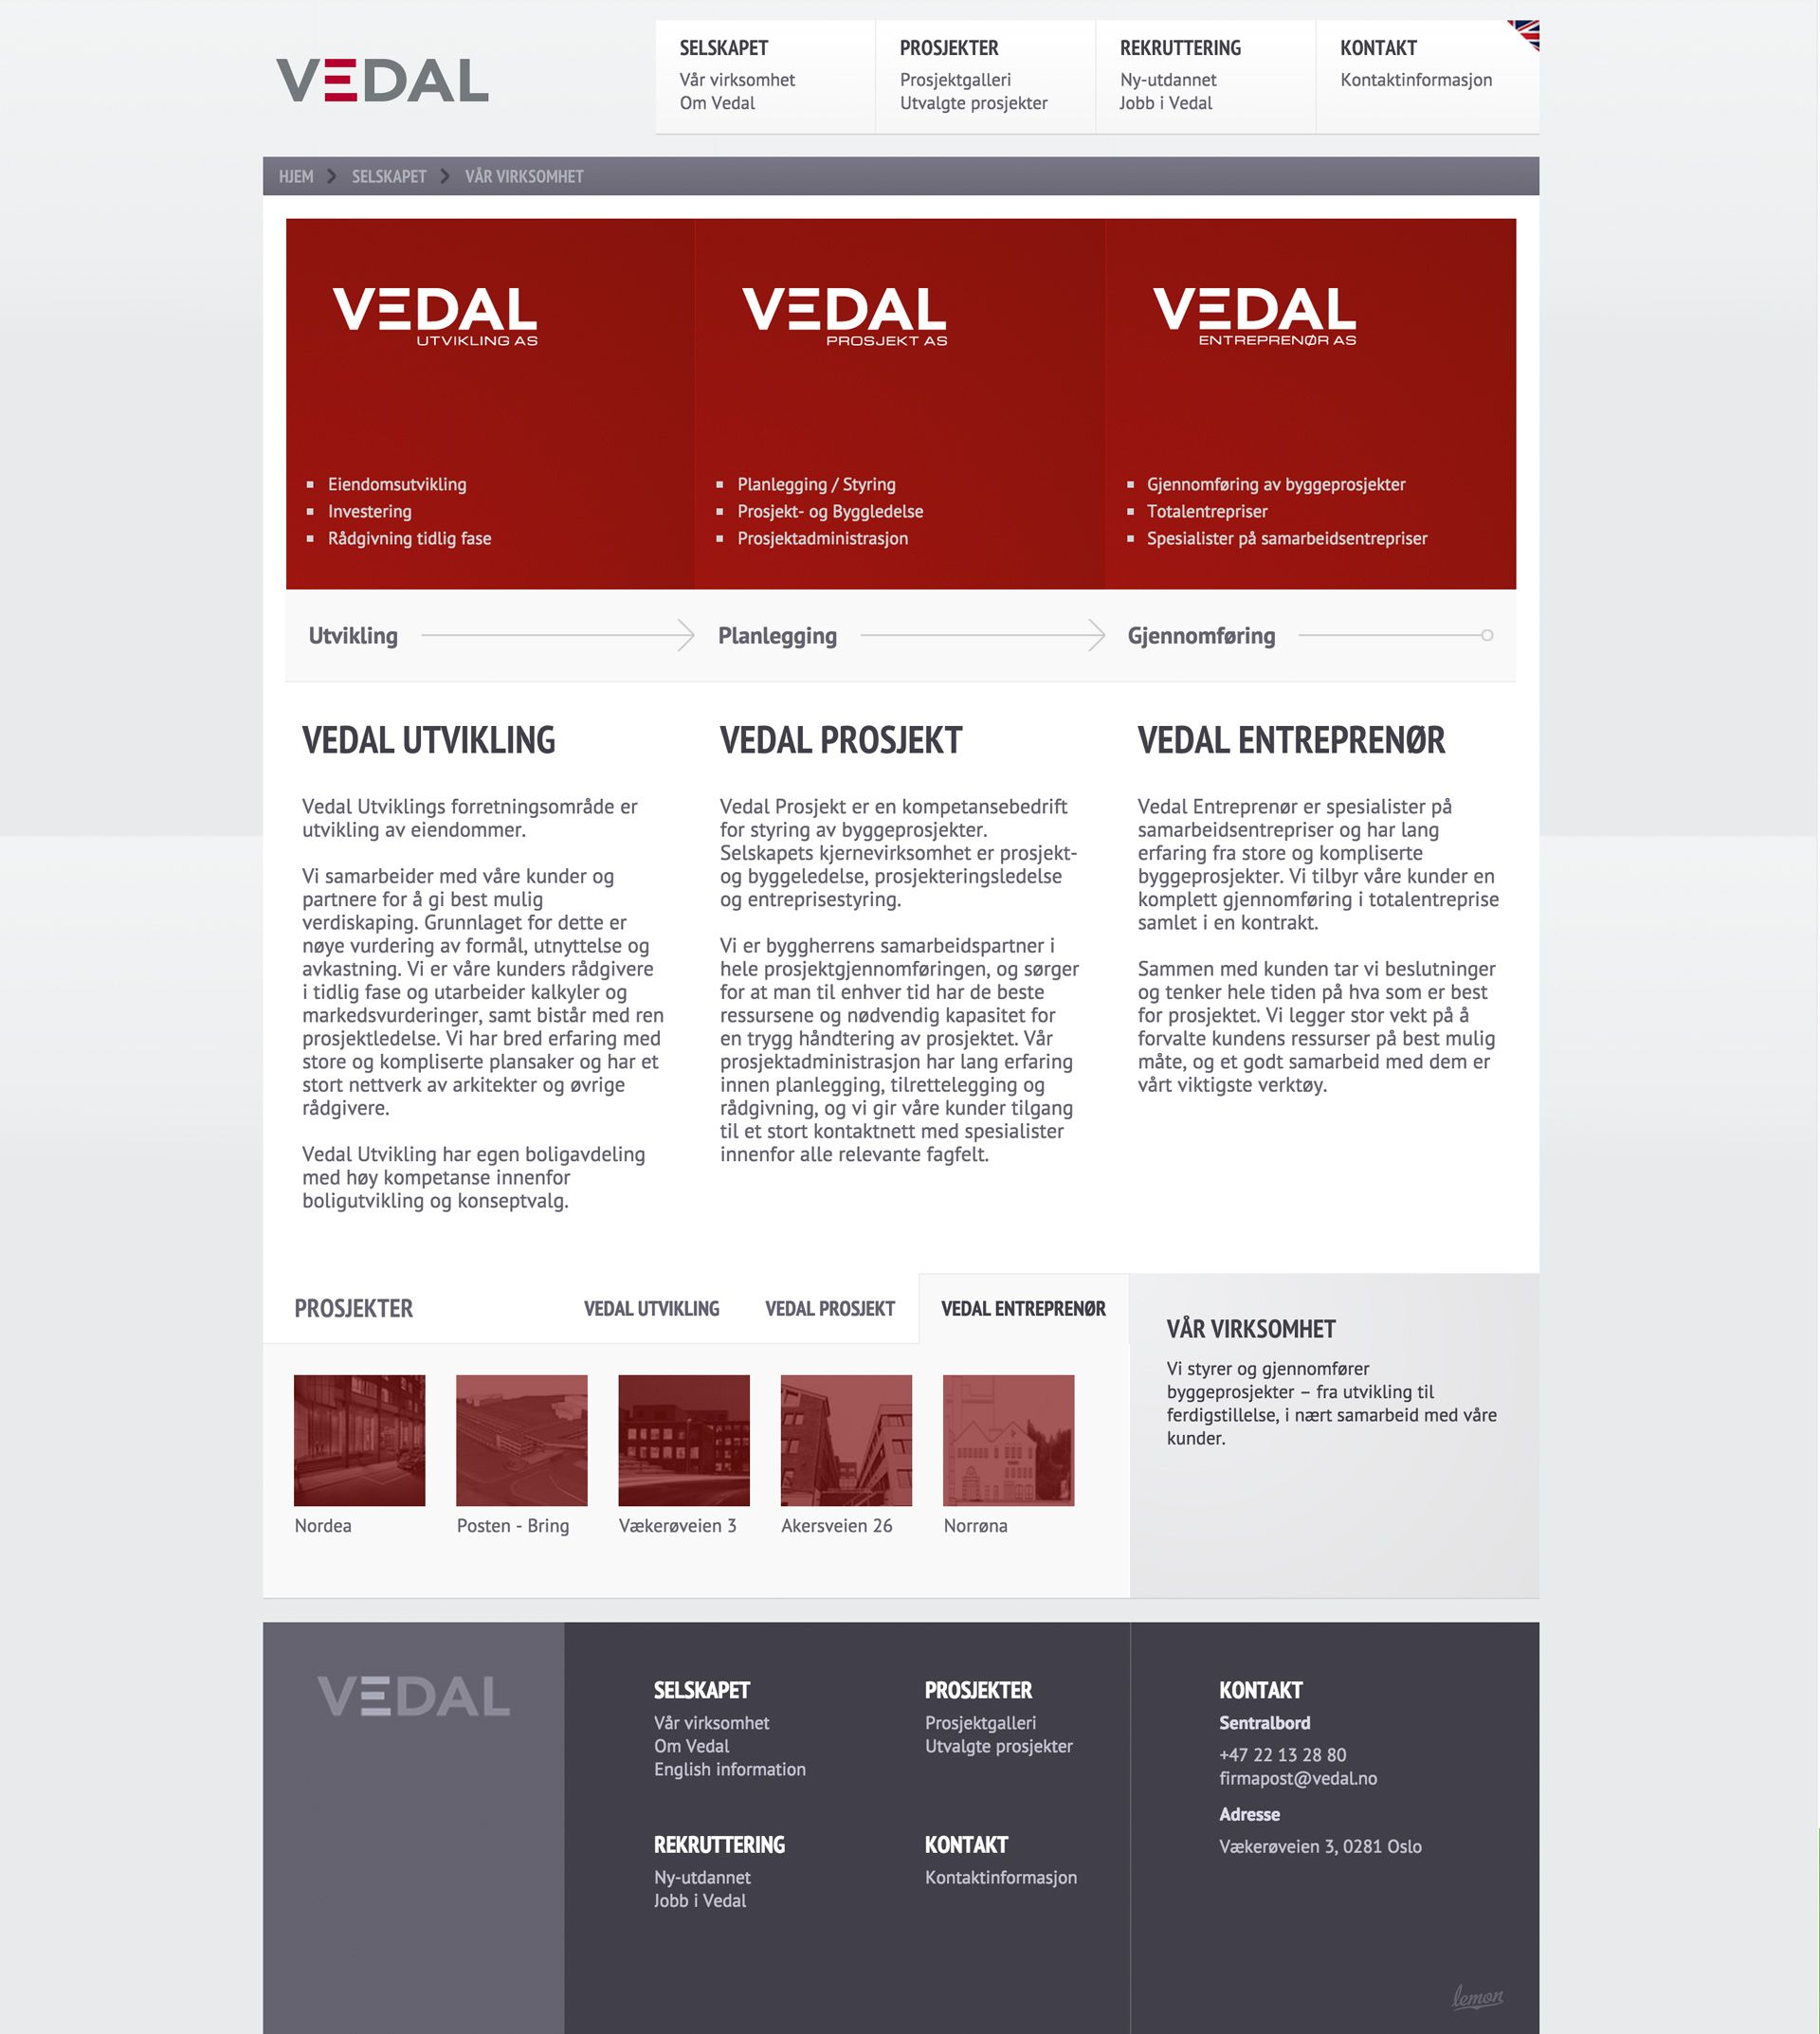 VEDAL
SELSKAPET
Vår virksomhet
Om Vedal
PROSJEKTER
Prosjektgalleri
Utvalgte prosjekter
REKRUTTERING
Ny-utdannet
Jobb i Vedal
KONTAKT
Kontaktinformasjon
HJEM
SELSKAPET
VÅR VIRKSOMHET
VEDAL
UTVIKLING AS
Eiendomsutvikling
Investering
Rådgivning tidlig fase
VEDAL
PROSJEKT AS
Planlegging / Styring
Prosjekt- og Byggledelse
Prosjektadministrasjon
VEDAL
ENTREPRENØR AS
Gjennomføring av byggeprosjekter
Totalentrepriser
Spesialister på samarbeidsentrepriser
Utvikling
Planlegging
Gjennomføring
VEDAL UTVIKLING
Vedal Utviklings forretningsområde er
utvikling av eiendommer.
Vi samarbeider med våre kunder og
partnere for å gi best mulig
verdiskaping. Grunnlaget for dette er
nøye vurdering av formål, utnyttelse og
avkastning. Vi er våre kunders rådgivere
i tidlig fase og utarbeider kalkyler og
markedsvurderinger, samt bistår med ren
prosjektledelse. Vi har bred erfaring med
store og kompliserte plansaker og har et
stort nettverk av arkitekter og øvrige
rådgivere.
Vedal Utvikling har egen boligavdeling
med høy kompetanse innenfor
boligutvikling og konseptvalg.
VEDAL PROSJEKT
Vedal Prosjekt er en kompetansebedrift
for styring av byggeprosjekter.
Selskapets kjernevirksomhet er prosjekt-
og byggeledelse, prosjekteringsledelse
og entreprisestyring.
Vi er byggherrens samarbeidspartner i
hele prosjektgjennomføringen, og sørger
for at man til enhver tid har de beste
ressursene og nødvendig kapasitet for
en trygg håndtering av prosjektet. Vår
prosjektadministrasjon har lang erfaring
innen planlegging, tilrettelegging og
rådgivning, og vi gir våre kunder tilgang
til et stort kontaktnett med spesialister
innenfor alle relevante fagfelt.
VEDAL ENTREPRENØR
Vedal Entreprenør er spesialister på
samarbeidsentrepriser og har lang
erfaring fra store og kompliserte
byggeprosjekter. Vi tilbyr våre kunder en
komplett gjennomføring i totalentreprise
samlet i en kontrakt.
Sammen med kunden tar vi beslutninger
og tenker hele tiden på hva som er best
for prosjektet. Vi legger stor vekt på å
forvalte kundens ressurser på best mulig
måte, og et godt samarbeid med dem er
vårt viktigste verktøy.
PROSJEKTER
VEDAL UTVIKLING
VEDAL PROSJEKT
VEDAL ENTREPRENØR
Nordea
Posten - Bring
Vækerøveien 3
Akersveien 26
Norrøna
VÅR VIRKSOMHET
Vi styrer og gjennomfører
byggeprosjekter – fra utvikling til
ferdigstillelse, i nært samarbeid med våre
kunder.
VEDAL
SELSKAPET
Vår virksomhet
Om Vedal
English information
PROSJEKTER
Prosjektgalleri
Utvalgte prosjekter
REKRUTTERING
Ny-utdannet
Jobb i Vedal
KONTAKT
Kontaktinformasjon
KONTAKT
Sentralbord
+47 22 13 28 80
firmapost@vedal.no
Adresse
Vækerøveien 3, 0281 Oslo
lemon